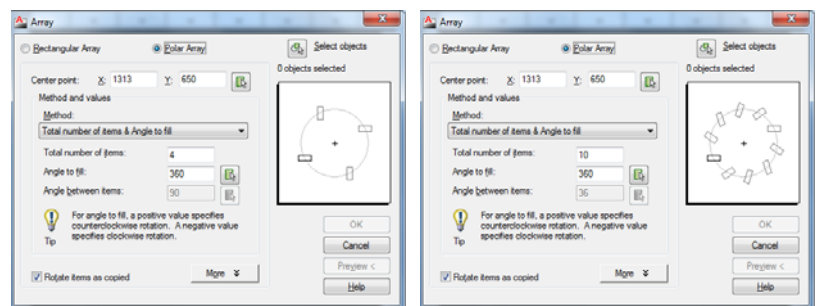 Array
Rectangular Array Polar Array Select objects
0 objects selected
Center point: X: 1313 Y: 650
Method and values
Method:
Total number of items & Angle to fill
Total number of items: 4
Angle to fill: 360
Angle between items: 90
For angle to fill, a positive value specifies
counterclockwise rotation. A negative value
specifies clockwise rotation.
Tip
Rotate items as copied
More
OK
Cancel
Preview <
Help
Array
Rectangular Array Polar Array Select objects
0 objects selected
Center point: X: 1313 Y: 650
Method and values
Method:
Total number of items & Angle to fill
Total number of items: 10
Angle to fill: 360
Angle between items: 36
For angle to fill, a positive value specifies
counterclockwise rotation. A negative value
specifies clockwise rotation.
Tip
Rotate items as copied
More
OK
Cancel
Preview <
Help